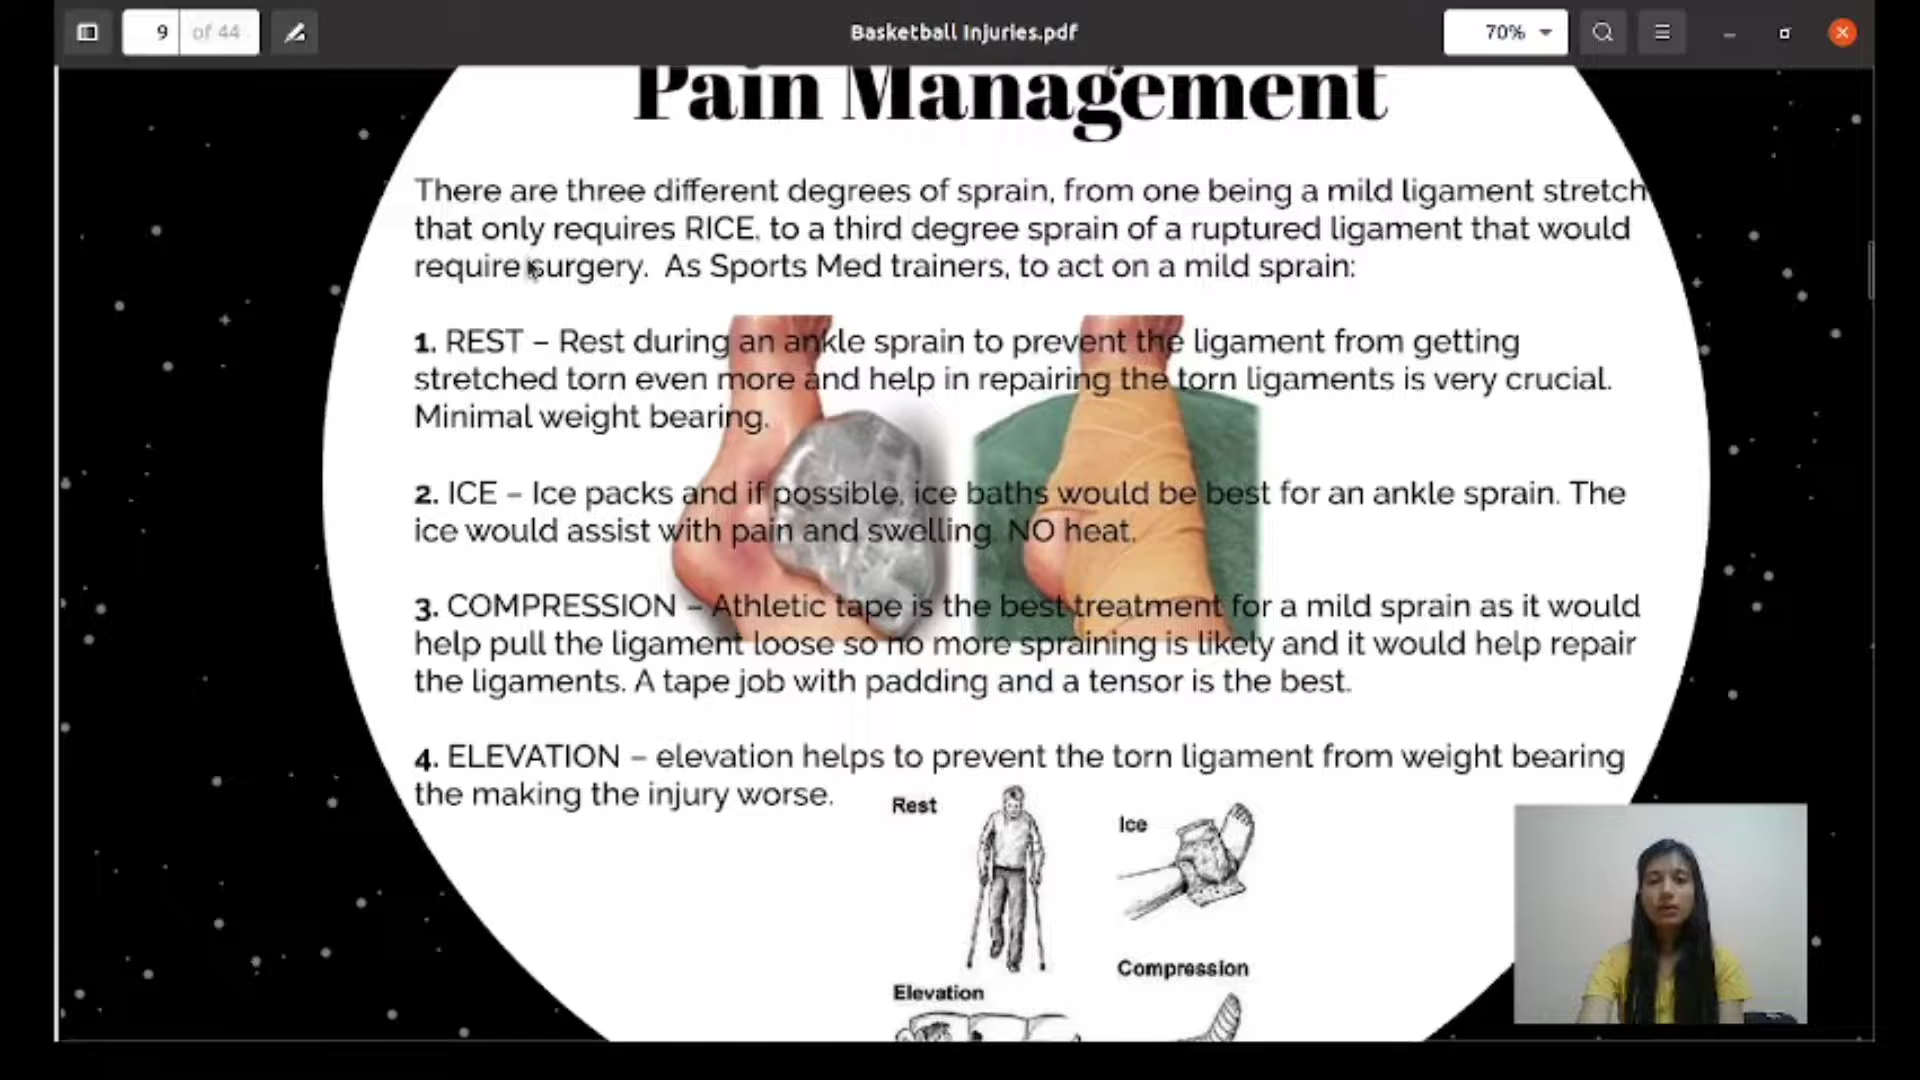 9 of 44
Basketball Injuries.pdf
70%
Pain Management
There are three different degrees of sprain, from one being a mild ligament stretch
that only requires RICE, to a third degree sprain of a ruptured ligament that would
require surgery. As Sports Med trainers, to act on a mild sprain:
1. REST – Rest during an ankle sprain to prevent the ligament from getting
stretched torn even more and help in repairing the torn ligaments is very crucial.
Minimal weight bearing.
2. ICE – Ice packs and if possible, ice baths would be best for an ankle sprain. The
ice would assist with pain and swelling. NO heat.
3. COMPRESSION – Athletic tape is the best treatment for a mild sprain as it would
help pull the ligament loose so no more spraining is likely and it would help repair
the ligaments. A tape job with padding and a tensor is the best.
4. ELEVATION – elevation helps to prevent the torn ligament from weight bearing
the making the injury worse.
Rest
Ice
Compression
Elevation